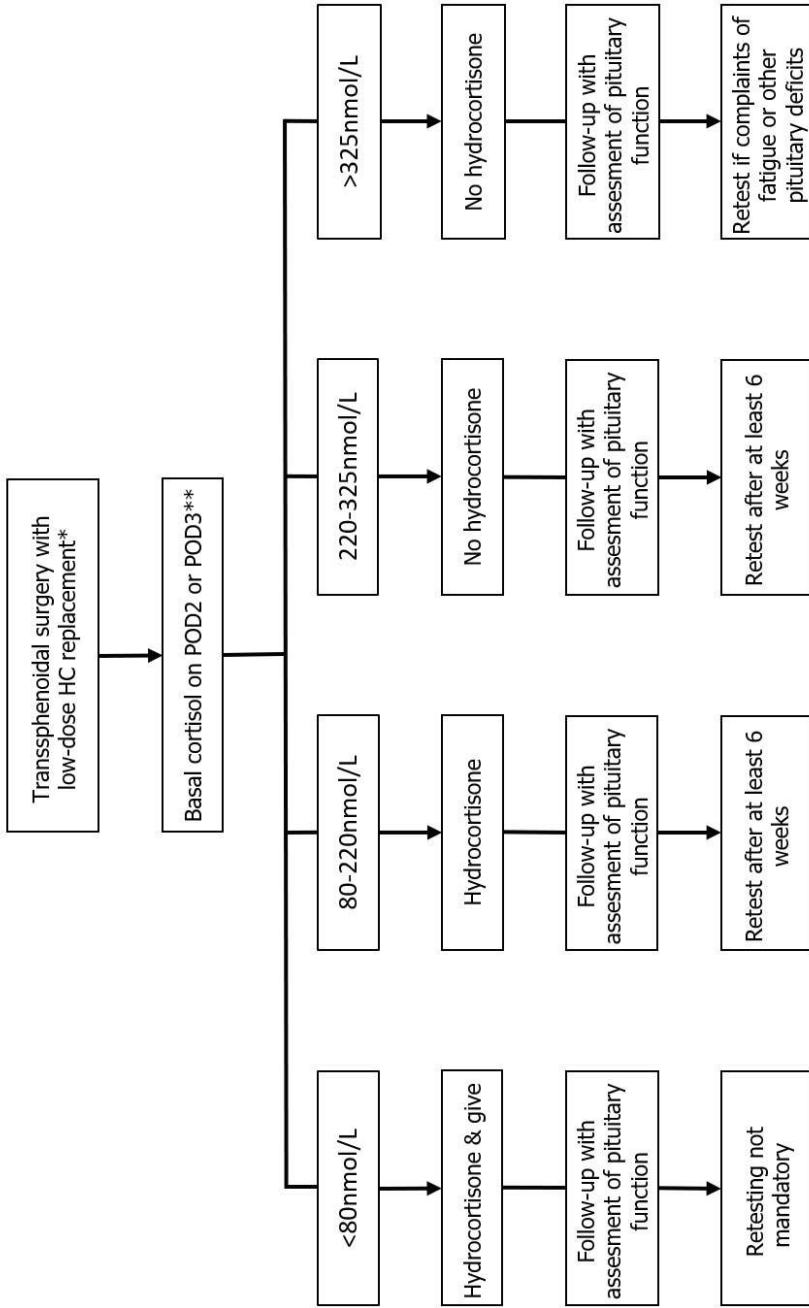 Transsphenoidal surgery with
low-dose HC replacement*
Basal cortisol on POD2 or POD3**
<80nmol/L
80-220nmol/L
220-325nmol/L
>325nmol/L
Hydrocortisone & give
Hydrocortisone
No hydrocortisone
No hydrocortisone
Follow-up with
assesment of pituitary
function
Follow-up with
assesment of pituitary
function
Follow-up with
assesment of pituitary
function
Follow-up with
assesment of pituitary
function
Retesting not
mandatory
Retest after at least 6
weeks
Retest after at least 6
weeks
Retest if complaints of
fatigue or other
pituitary deficits